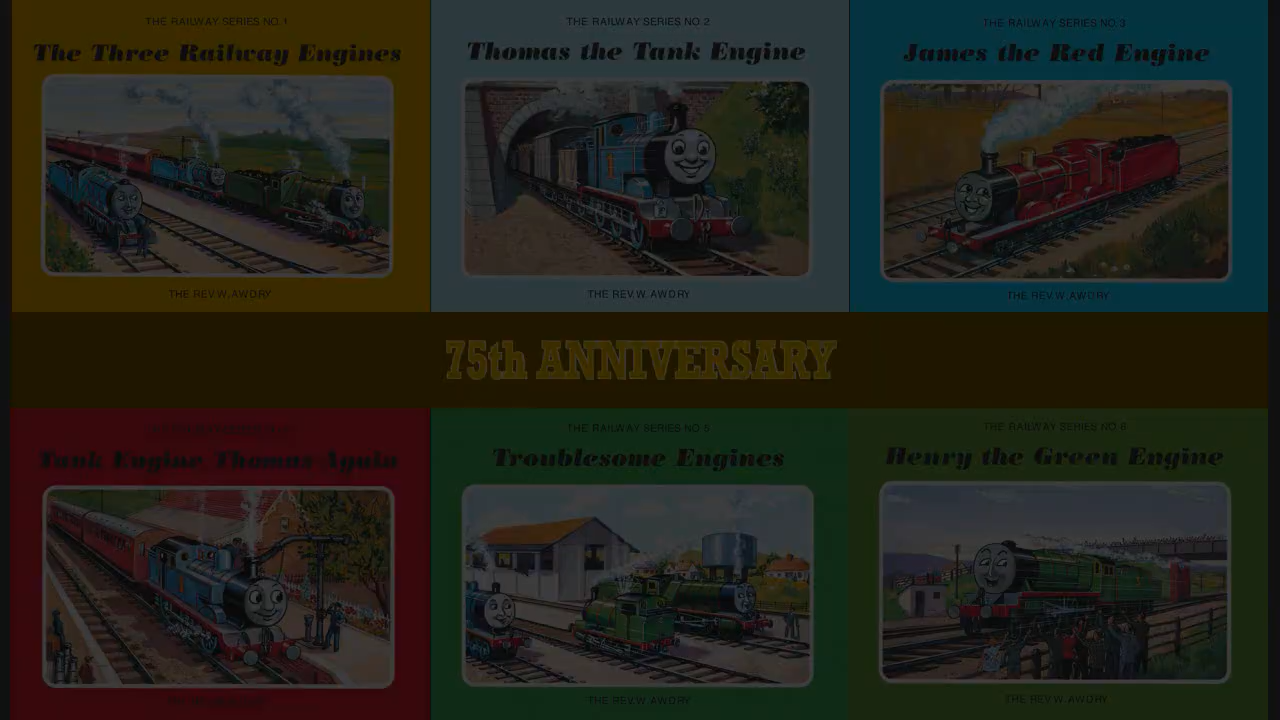 THE RAILWAY SERIES NO. 1
The Three Railway Engines
THE REV. W. AWDRY
THE RAILWAY SERIES NO. 2
Thomas the Tank Engine
1
THE REV. W. AWDRY
THE RAILWAY SERIES NO. 3
James the Red Engine
THE REV. W. AWDRY
75th ANNIVERSARY
Tank Engine Thomas Again
THE RAILWAY SERIES NO. 5
Troublesome Engines
THE REV. W. AWDRY
THE RAILWAY SERIES NO. 6
Henry the Green Engine
THE REV. W. AWDRY